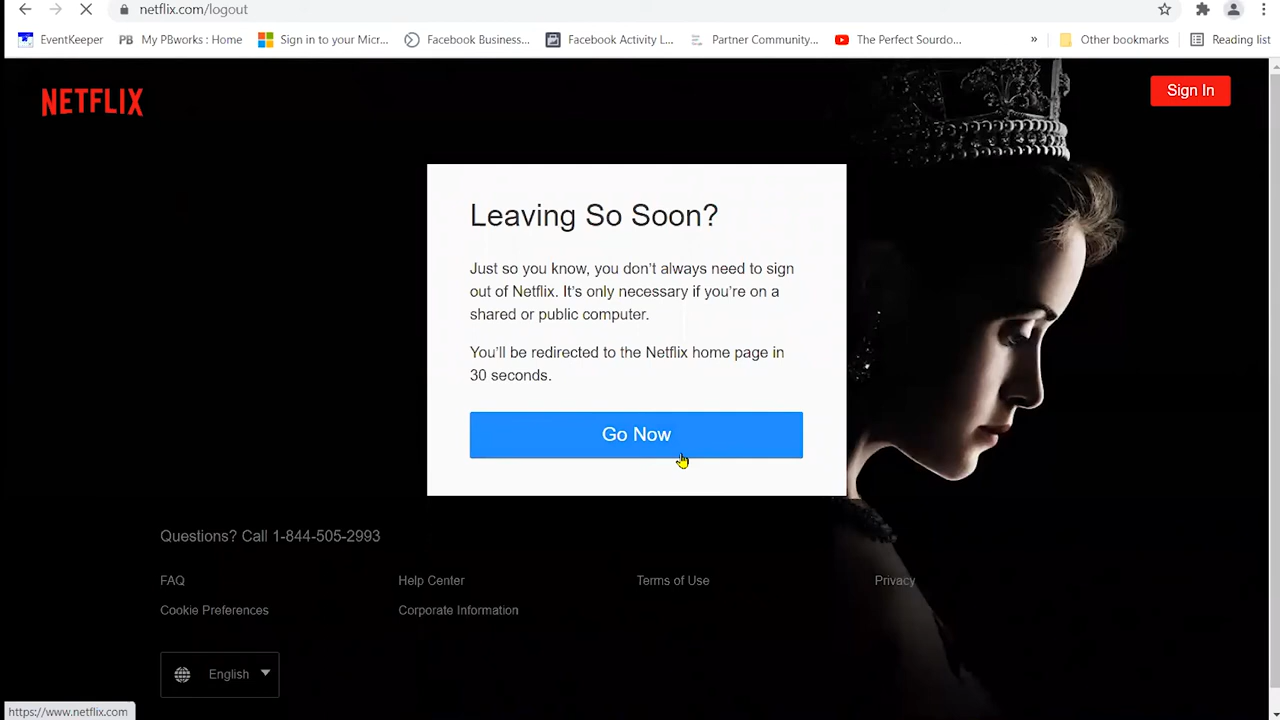 netflix.com/logout
EventKeeper
PB My PBworks : Home
Sign in to your Micr...
Facebook Business...
Facebook Activity L...
Partner Community...
The Perfect Sourdo...
»
Other bookmarks
Reading list
NETFLIX
Sign In
Leaving So Soon?
Just so you know, you don't always need to sign
out of Netflix. It's only necessary if you're on a
shared or public computer.
You'll be redirected to the Netflix home page in
30 seconds.
Go Now
Questions? Call 1-844-505-2993
FAQ
Help Center
Terms of Use
Privacy
Cookie Preferences
Corporate Information
English
https://www.netflix.com